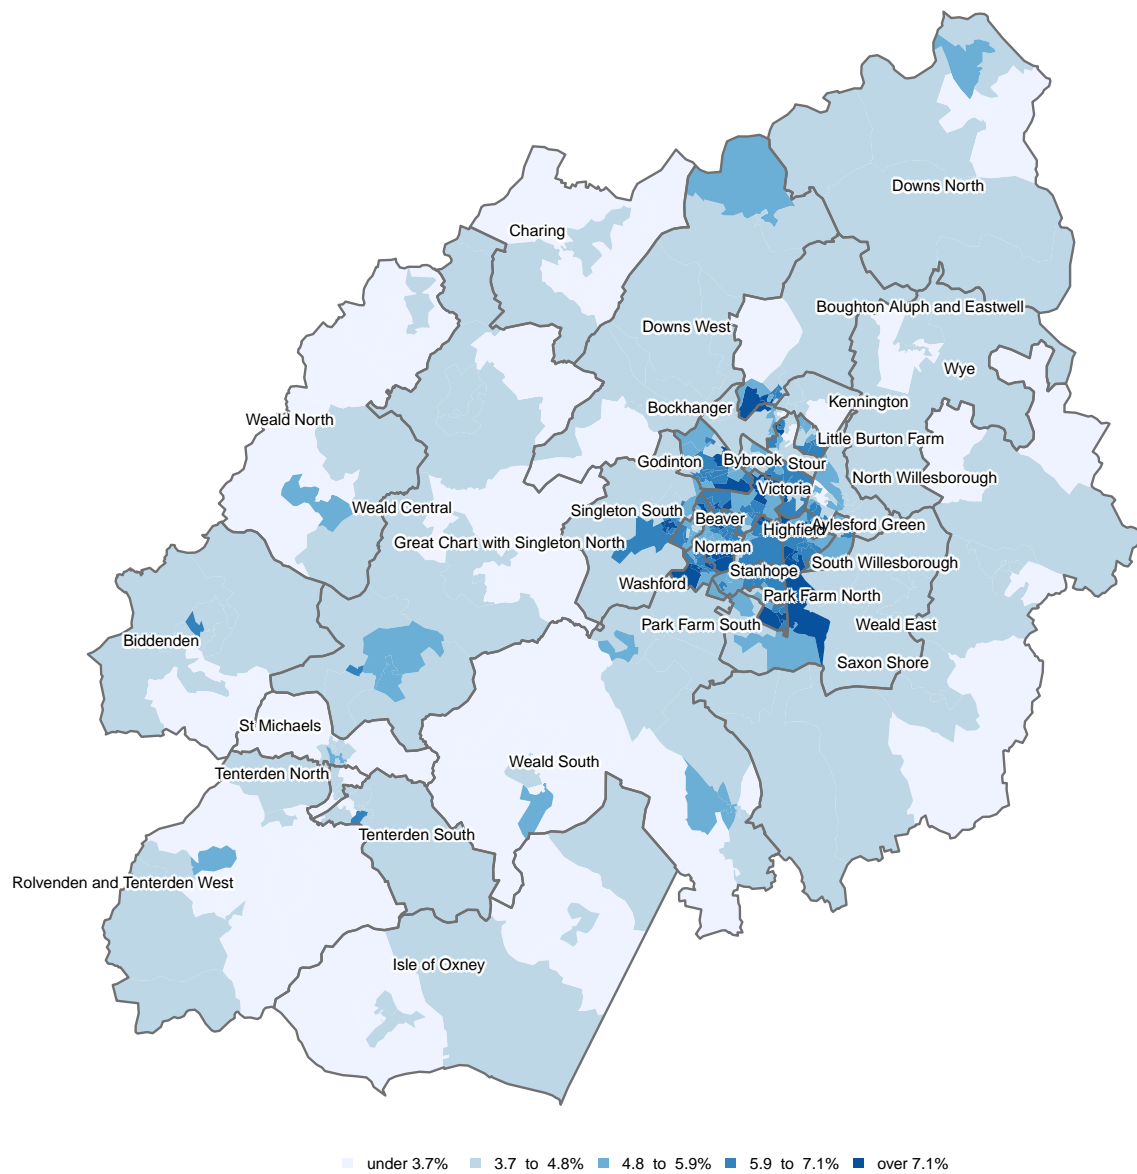 Downs North
Charing
Boughton Aluph and Eastwell
Downs West
Wye
Kennington
Bockhanger
Weald North
Little Burton Farm
Godinton
Bybrook
Stour
North Willesborough
Victoria
Weald Central
Singleton South
Beaver
Highfield
Aylesford Green
Great Chart with Singleton North
Norman
South Willesborough
Stanhope
Washford
Park Farm North
Park Farm South
Weald East
Biddenden
Saxon Shore
St Michaels
Weald South
Tenterden North
Tenterden South
Rolvenden and Tenterden West
Isle of Oxney
under 3.7% 3.7 to 4.8% 4.8 to 5.9% 5.9 to 7.1% over 7.1%